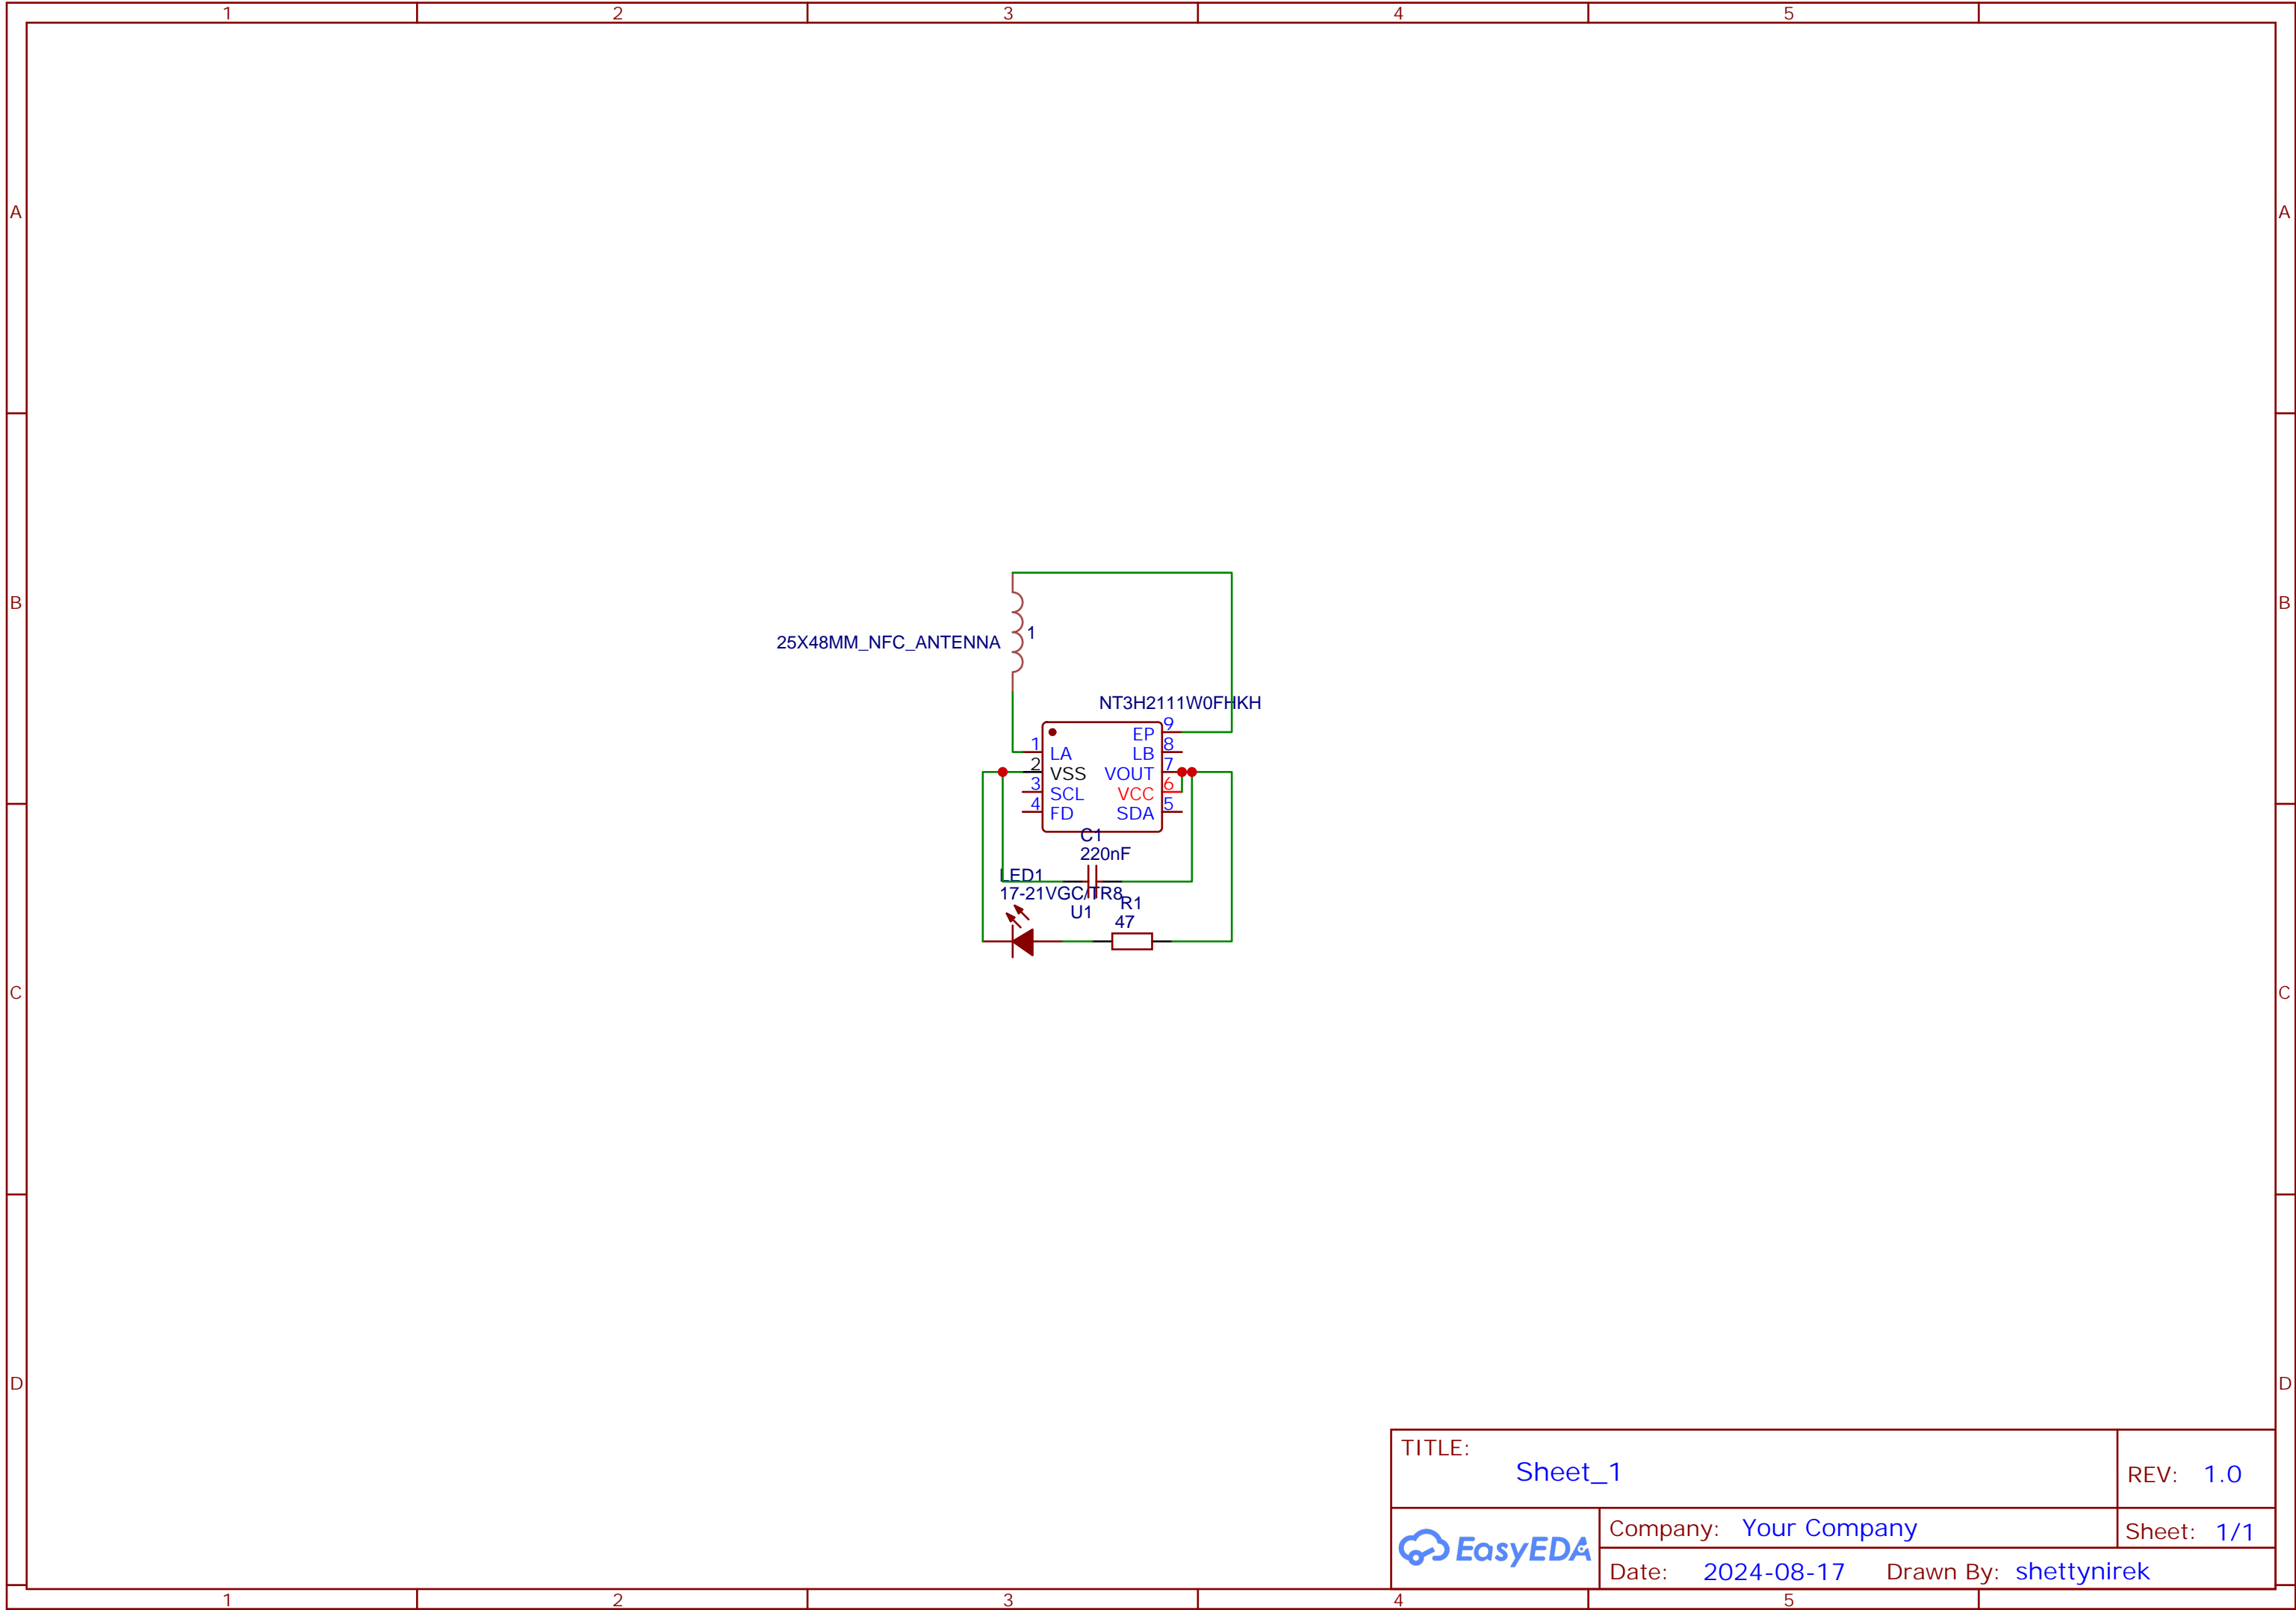 1 2 3 4 5
A A
B B
C C
D D
25X48MM_NFC_ANTENNA
1
NT3H2111W0FHKH
EP 9
1 LA LB 8
2 VSS VOUT 7
3 SCL VCC 6
4 FD SDA 5
C1
220nF
LED1
17-21VGC/TR8
U1
R1
47
TITLE:
Sheet_1
REV: 1.0
EasyEDA
Company: Your Company
Sheet: 1/1
Date: 2024-08-17 Drawn By: shettynirek
1 2 3 4 5